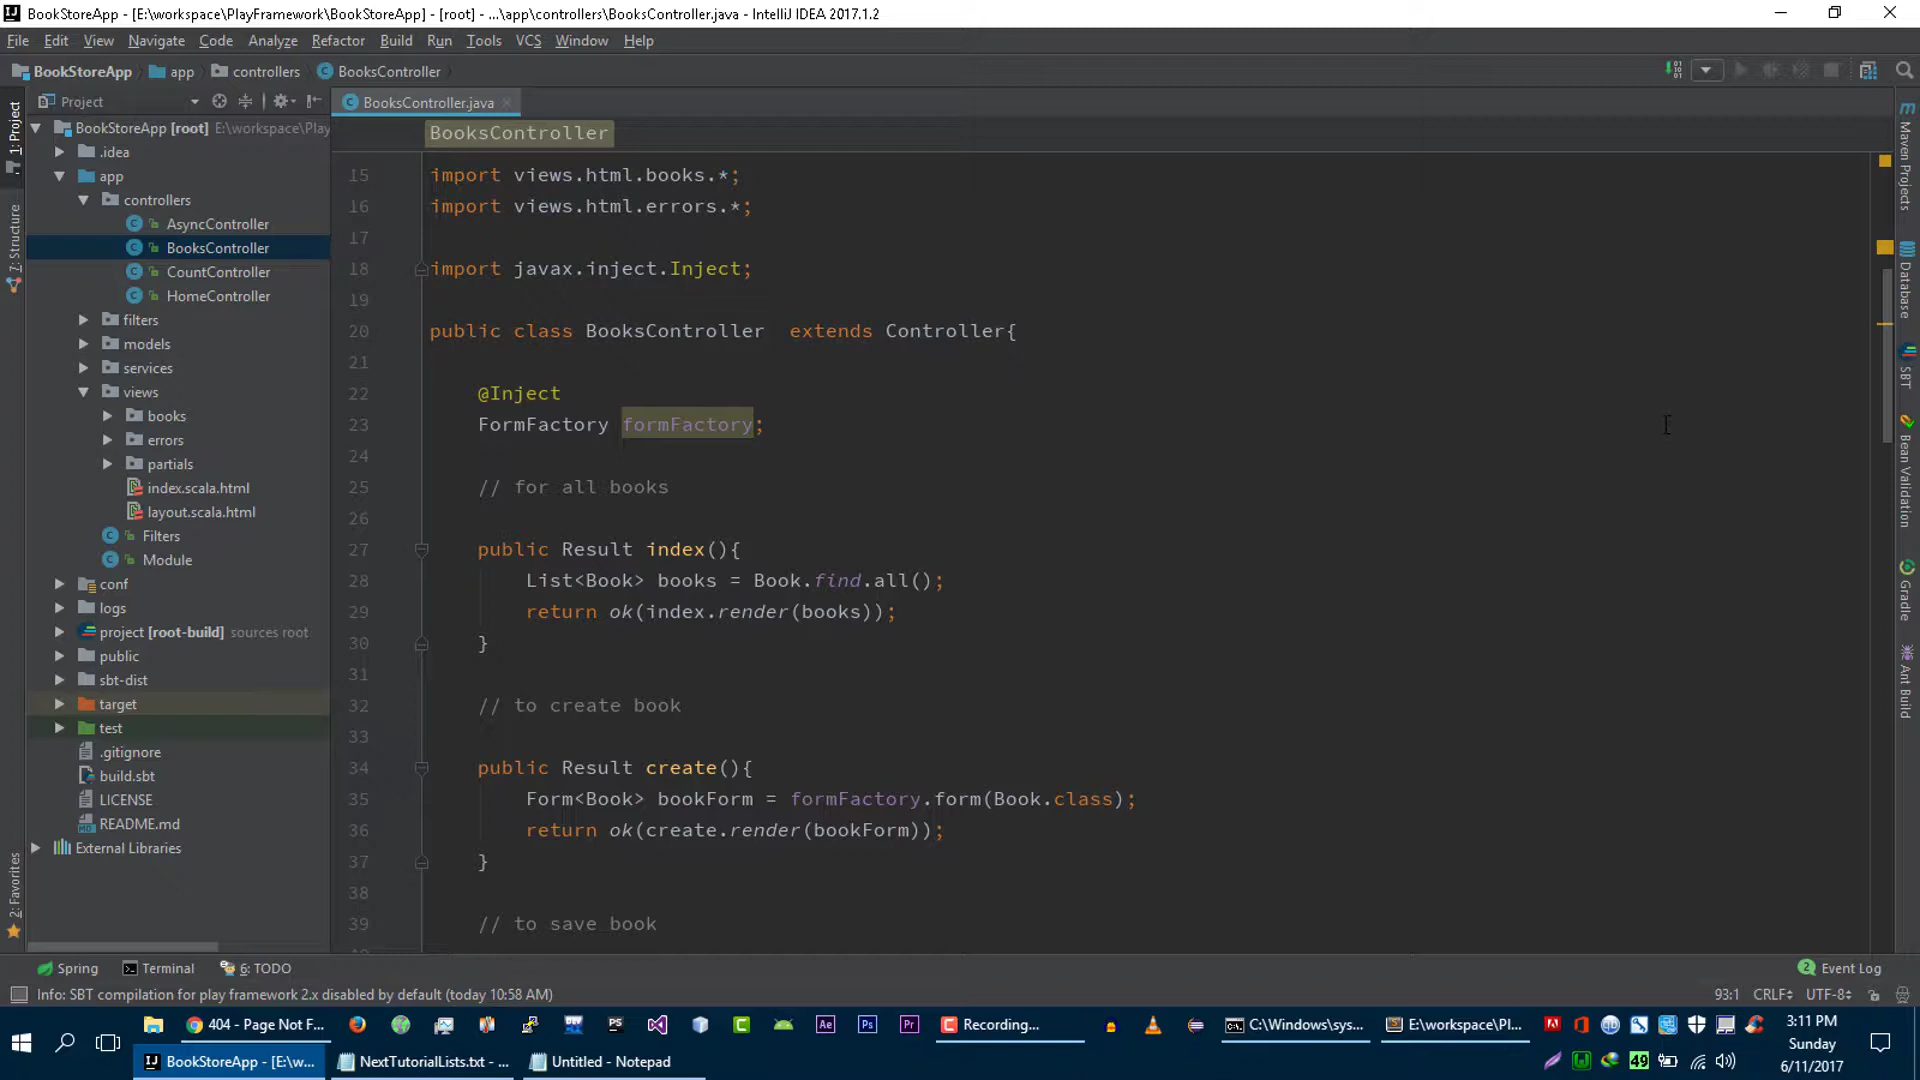 BookStoreApp - [E:\workspace\PlayFramework\BookStoreApp] - [root] - ...\app\controllers\BooksController.java - IntelliJ IDEA 2017.1.2
File Edit View Navigate Code Analyze Refactor Build Run Tools VCS Window Help
BookStoreApp app controllers BooksController
Project
BooksController.java
BooksController
1: Project
7: Structure
2: Favorites
BookStoreApp [root] E:\workspace\Play
.idea
app
controllers
AsyncController
BooksController
CountController
HomeController
filters
models
services
views
books
errors
partials
index.scala.html
layout.scala.html
Filters
Module
conf
logs
project [root-build] sources root
public
sbt-dist
target
test
.gitignore
build.sbt
LICENSE
README.md
External Libraries
15 import views.html.books.*;
16 import views.html.errors.*;
17
18 import javax.inject.Inject;
19
20 public class BooksController  extends Controller{
21
22 @Inject
23 FormFactory formFactory;
24
25 // for all books
26
27 public Result index(){
28 List<Book> books = Book.find.all();
29 return ok(index.render(books));
30 }
31
32 // to create book
33
34 public Result create(){
35 Form<Book> bookForm = formFactory.form(Book.class);
36 return ok(create.render(bookForm));
37 }
38
39 // to save book
Maven Projects
Database
SBT
Bean Validation
Gradle
Ant Build
Spring Terminal 6: TODO 2 Event Log
Info: SBT compilation for play framework 2.x disabled by default (today 10:58 AM) 93:1 CRLF UTF-8
404 - Page Not F... Ae Ps Pr Recording... C:\Windows\sys... E:\workspace\Pl... 3:11 PM
Sunday
BookStoreApp - [E:\w... NextTutorialLists.txt - ... Untitled - Notepad 49 6/11/2017